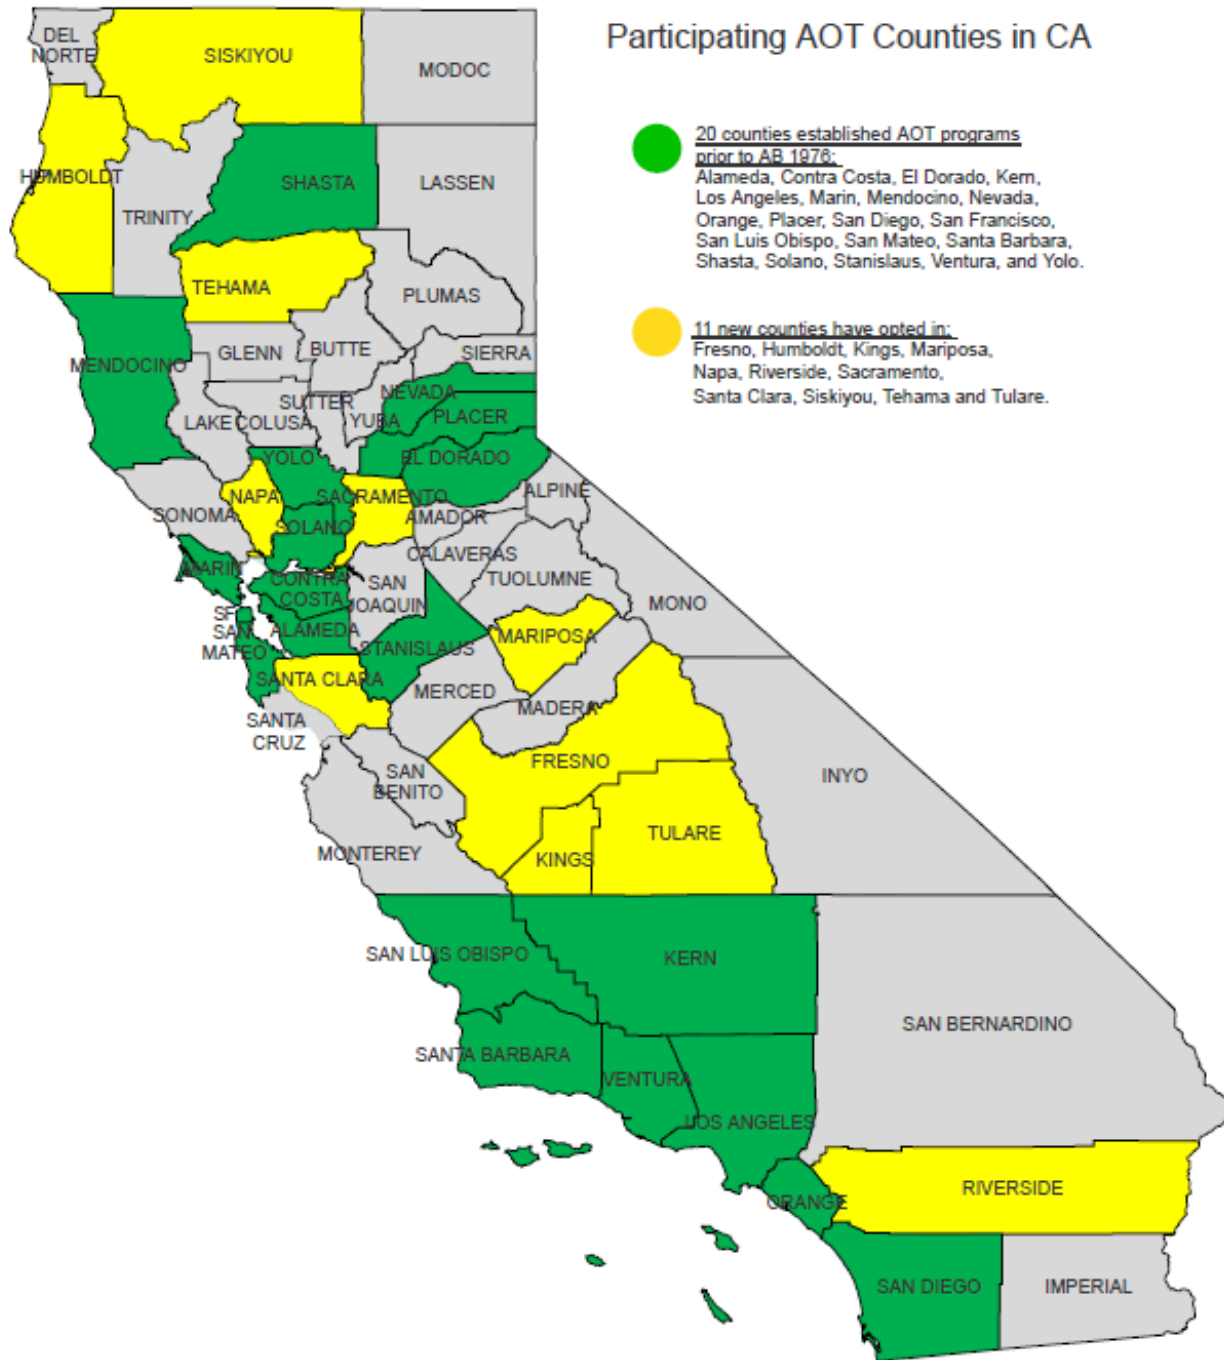 Participating AOT Counties in CA
20 counties established AOT programs
prior to AB 1976:
Alameda, Contra Costa, El Dorado, Kern,
Los Angeles, Marin, Mendocino, Nevada,
Orange, Placer, San Diego, San Francisco,
San Luis Obispo, San Mateo, Santa Barbara,
Shasta, Solano, Stanislaus, Ventura, and Yolo.
11 new counties have opted in:
Fresno, Humboldt, Kings, Mariposa,
Napa, Riverside, Sacramento,
Santa Clara, Siskiyou, Tehama and Tulare.
DEL
NORTE
SISKIYOU
MODOC
HUMBOLDT
TRINITY
SHASTA
LASSEN
TEHAMA
PLUMAS
MENDOCINO
GLENN
BUTTE
SIERRA
LAKE
COLUSA
SUTTER
YUBA
NEVADA
PLACER
YOLO
EL DORADO
NAPA
SACRAMENTO
ALPINE
SONOMA
SOLANO
AMADOR
CALAVERAS
MARIN
CONTRA
COSTA
SAN
JOAQUIN
TUOLUMNE
MONO
SF
SAN
MATEO
ALAMEDA
STANISLAUS
MARIPOSA
SANTA CLARA
MERCED
MADERA
SANTA
CRUZ
SAN
BENITO
FRESNO
INYO
MONTEREY
KINGS
TULARE
SAN LUIS OBISPO
KERN
SAN BERNARDINO
SANTA BARBARA
VENTURA
LOS ANGELES
ORANGE
RIVERSIDE
SAN DIEGO
IMPERIAL